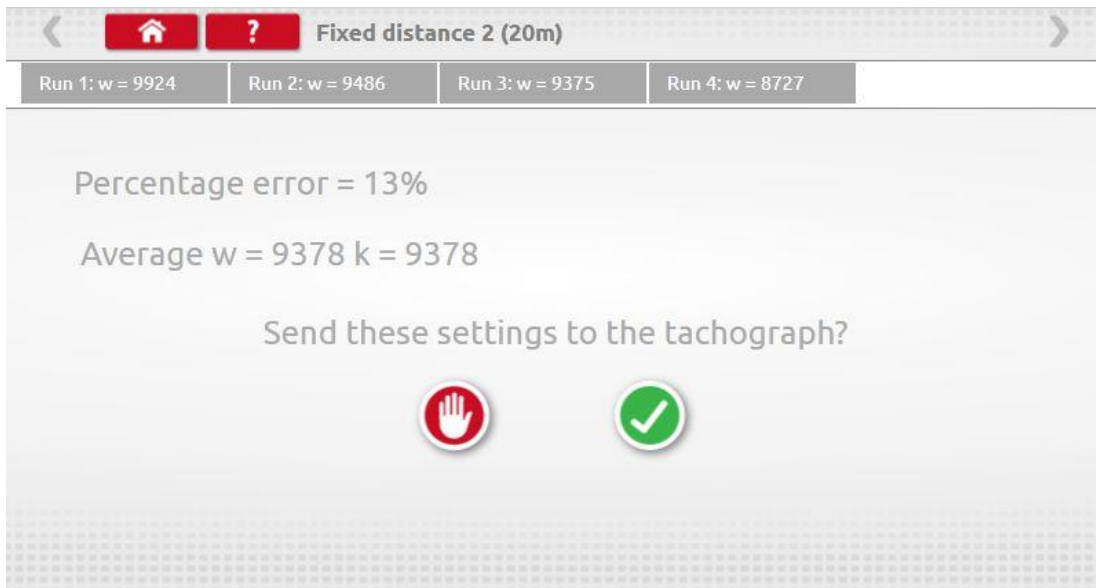 ? Fixed distance 2 (20m)
Run 1: w = 9924 Run 2: w = 9486 Run 3: w = 9375 Run 4: w = 8727
Percentage error = 13%
Average w = 9378 k = 9378
Send these settings to the tachograph?